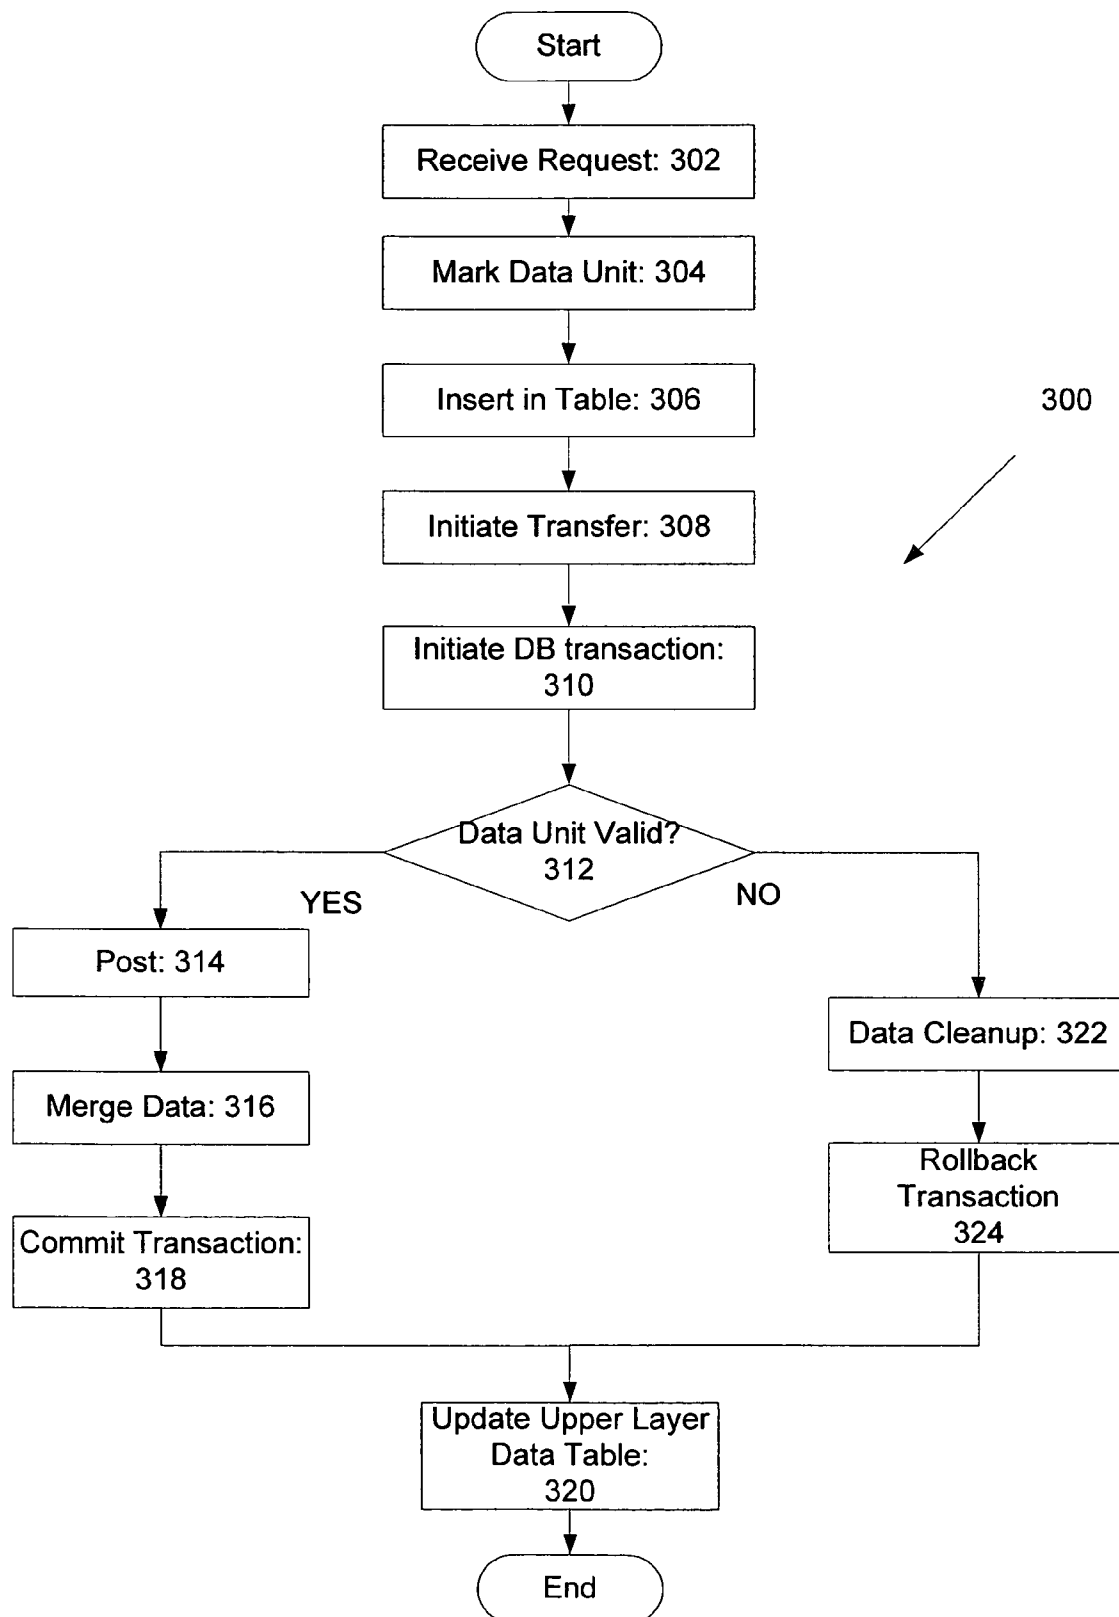 Start
Receive Request: 302
Mark Data Unit: 304
Insert in Table: 306
300
Initiate Transfer: 308
Initiate DB transaction:
310
Data Unit Valid?
312
YES
NO
Post: 314
Merge Data: 316
Commit Transaction:
318
Data Cleanup: 322
Rollback
Transaction
324
Update Upper Layer
Data Table:
320
End